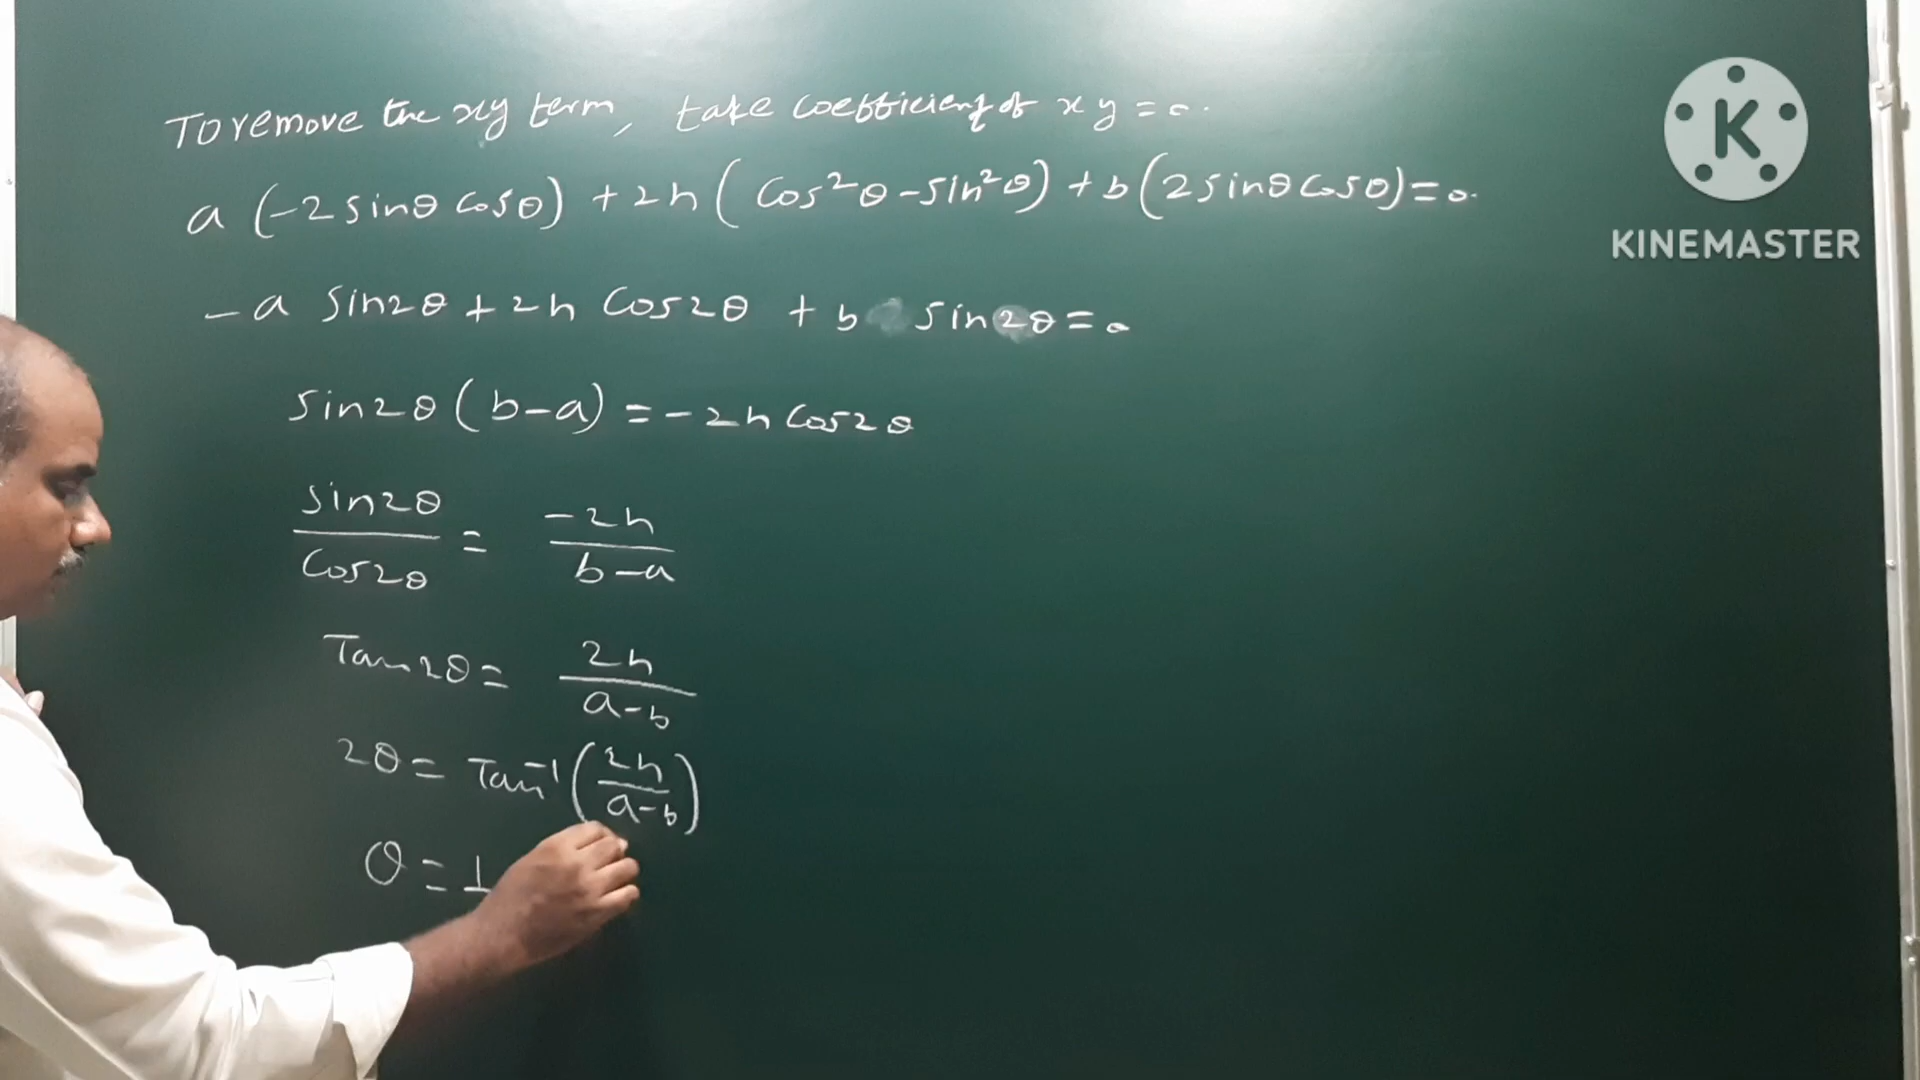 To remove the xy term, take coefficient of xy = 0.
a (-2 sinθ cosθ) + 2h ( cos²θ - sin²θ) + b (2 sinθ cosθ) = 0.
- a sin2θ + 2h cos2θ + b sin2θ = 0
sin2θ (b-a) = -2h cos2θ
sin2θ / cos2θ = -2h / b-a
Tan2θ = 2h / a-b
2θ = Tan⁻¹ (2h / a-b)
θ = 1
K
KINEMASTER